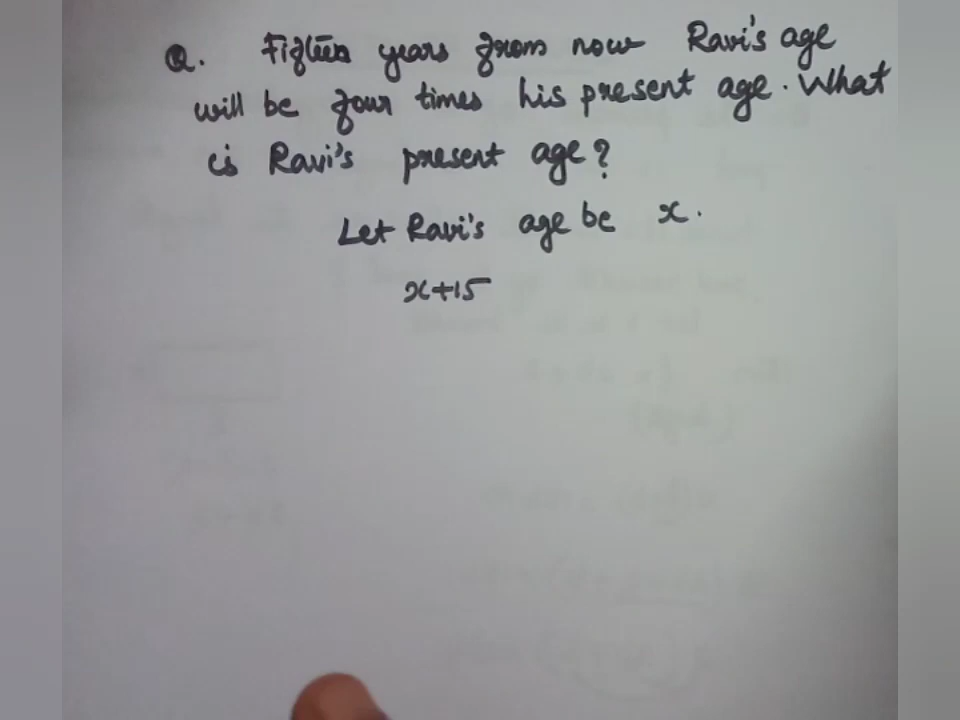 Q. Fifteen years from now Ravi's age
will be four times his present age. What
is Ravi's present age?
Let Ravi's age be x.
x+15